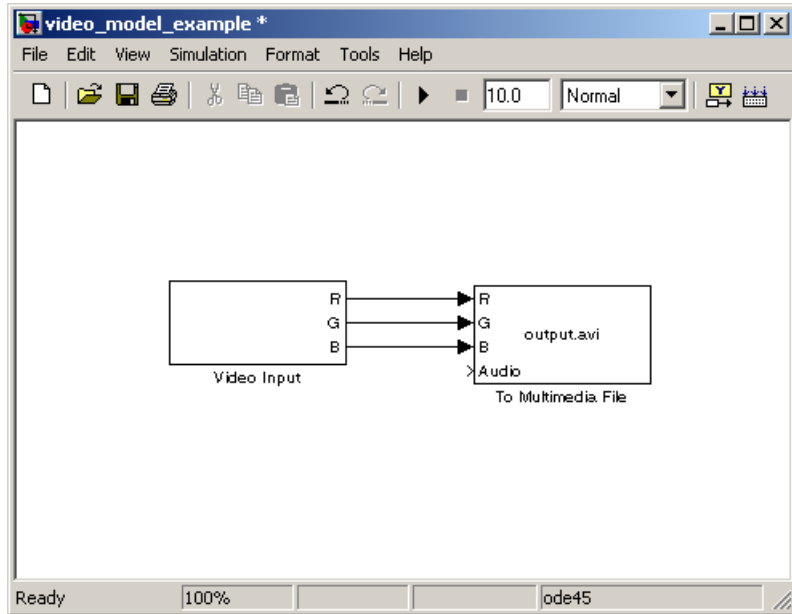 video_model_example *
File Edit View Simulation Format Tools Help
10.0 Normal
R
G
B
Video Input
R
G
B
Audio
output.avi
To Multimedia File
Ready 100% ode45